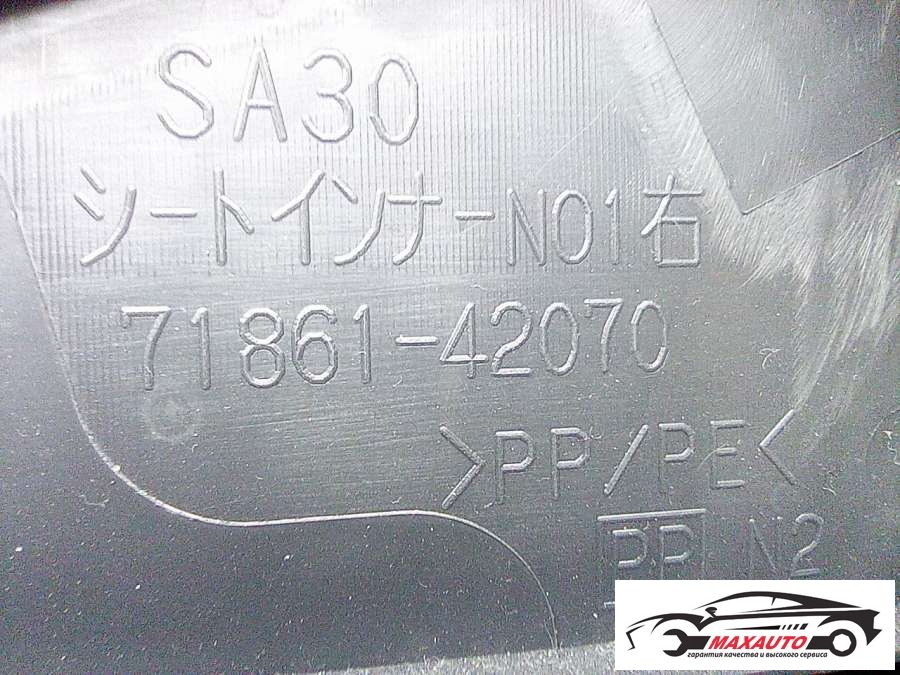 SA30
シートインナーNO1右
71861-42070
>PP/PE<
PP N2
MAXAUTO
гарантия качества и высокого сервиса